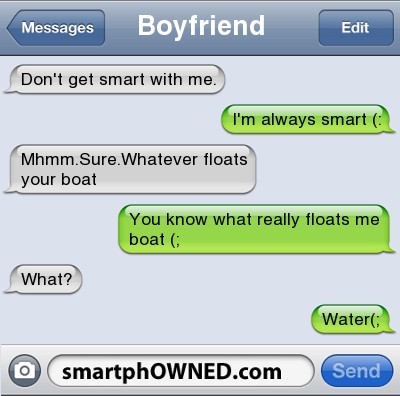 Messages
Boyfriend
Edit
Don't get smart with me.
I'm always smart (:
Mhmm.Sure.Whatever floats
your boat
You know what really floats me
boat (;
What?
Water(;
smartphOWNED.com
Send